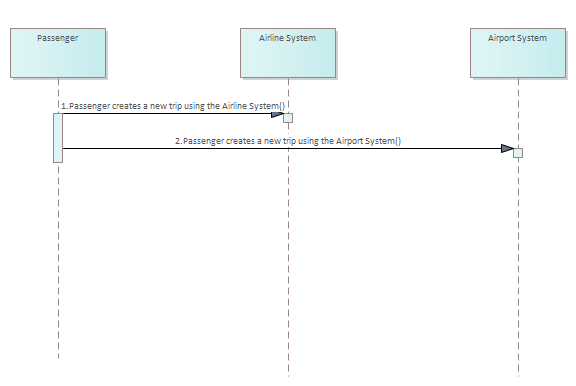 Passenger
Airline System
Airport System
1.Passenger creates a new trip using the Airline System()
2.Passenger creates a new trip using the Airport System()